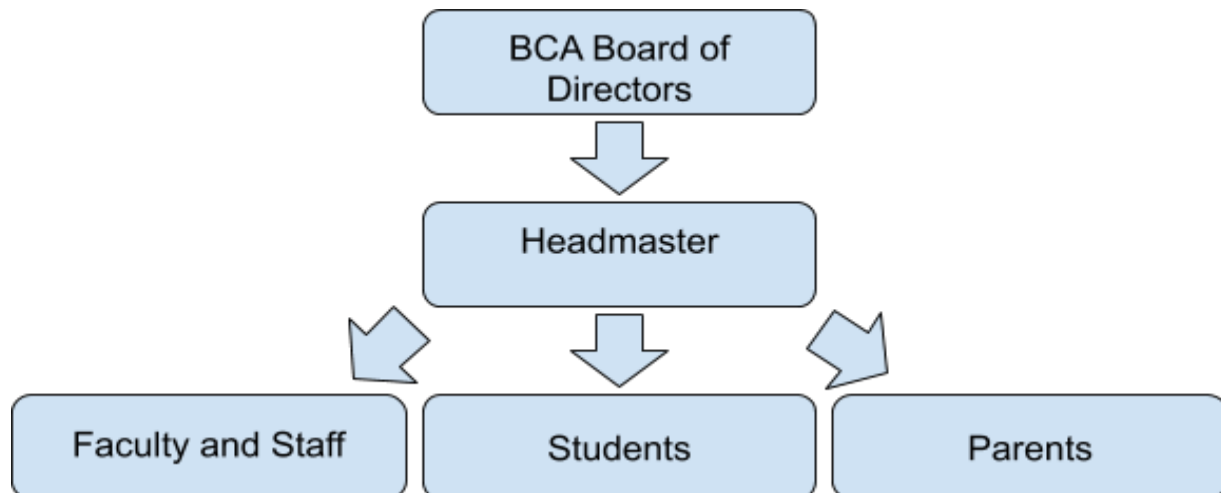 BCA Board of
Directors
Headmaster
Faculty and Staff
Students
Parents